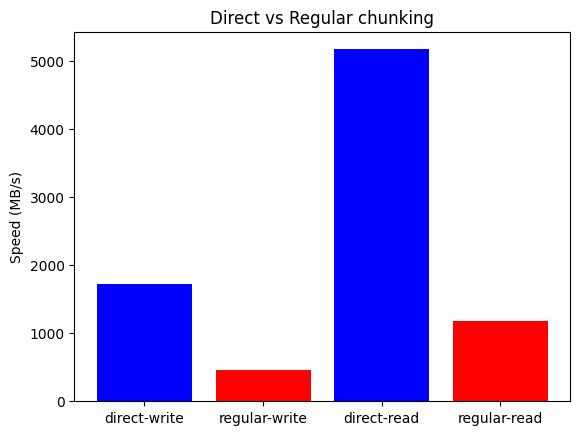 Direct vs Regular chunking
Speed (MB/s)
5000
4000
3000
2000
1000
0
direct-write
regular-write
direct-read
regular-read